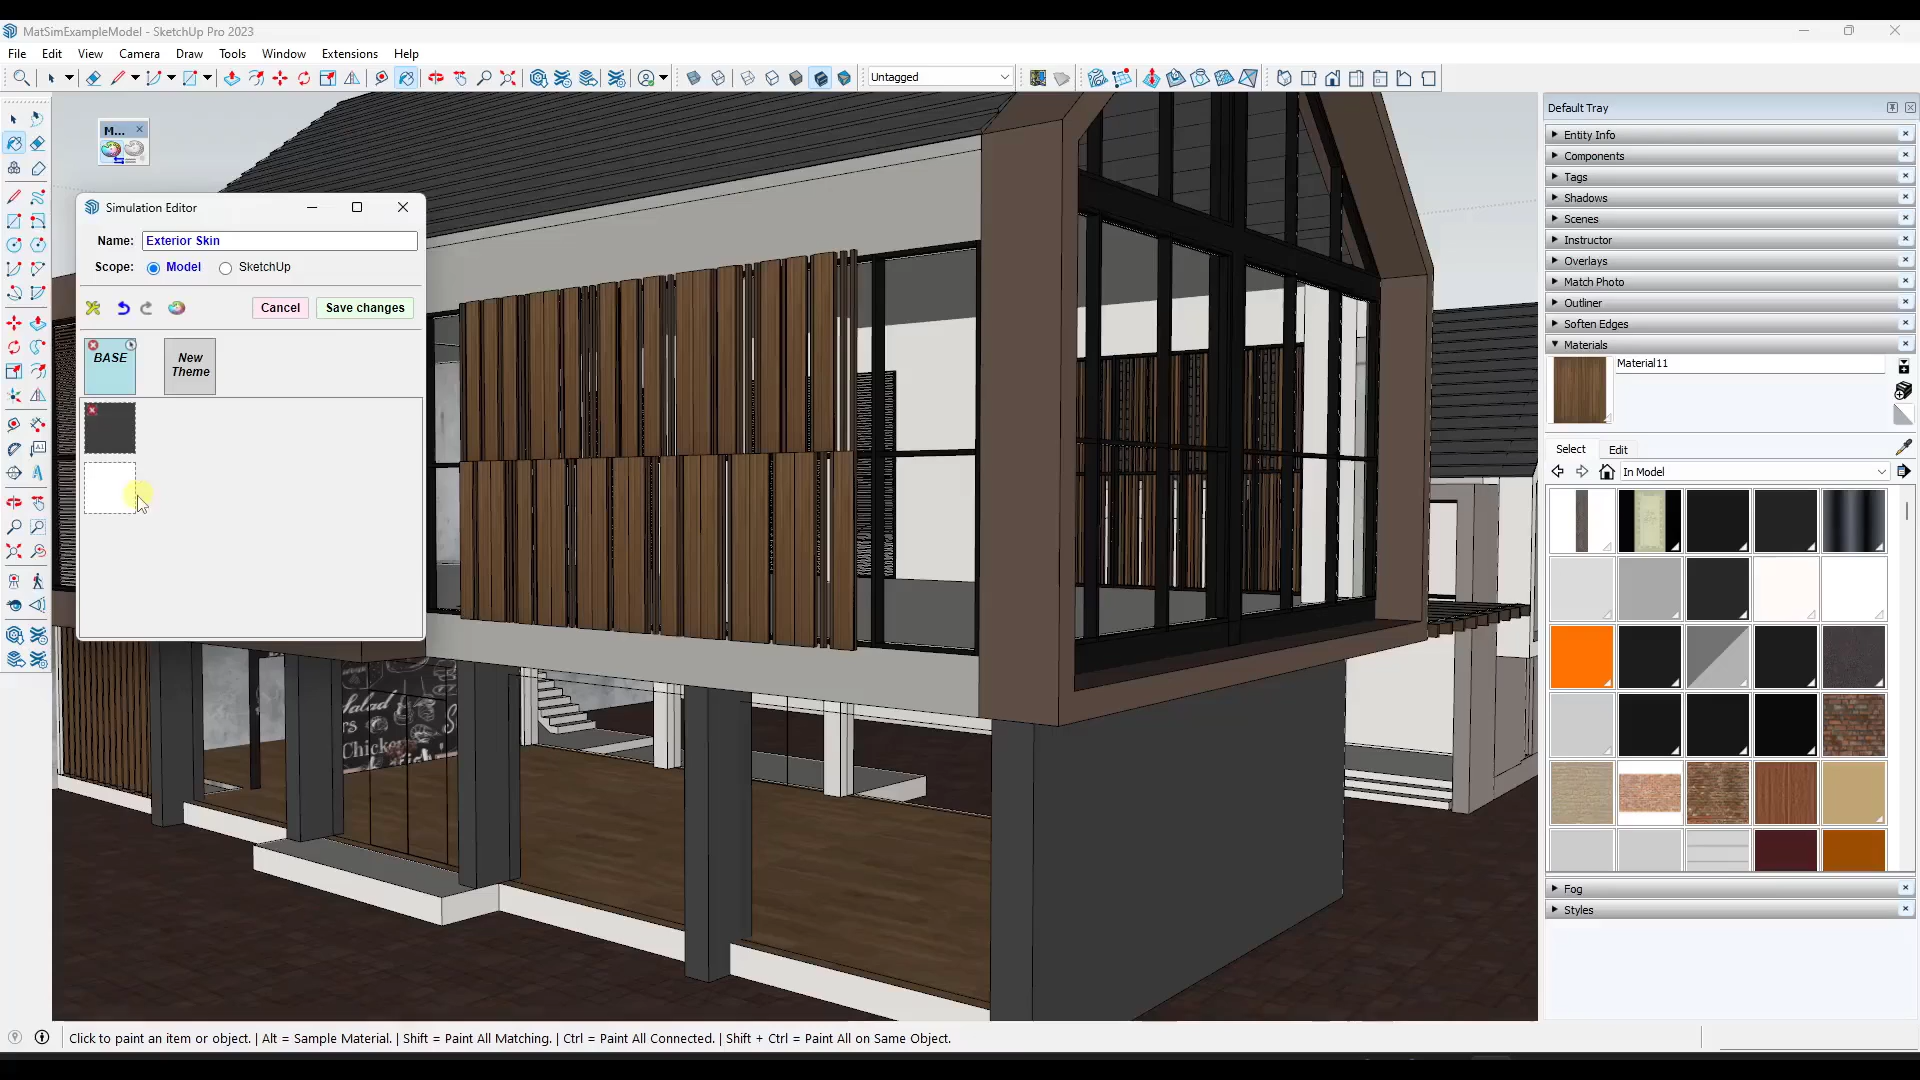 MatSimExampleModel - SketchUp Pro 2023
File Edit View Camera Draw Tools Window Extensions Help
Untagged
M...
Simulation Editor
Name: Exterior Skin
Scope: Model SketchUp
Cancel Save changes
BASE
New
Theme
Salad
Chicke
Default Tray
Entity Info
Components
Tags
Shadows
Scenes
Instructor
Overlays
Match Photo
Outliner
Soften Edges
Materials
Material11
Select Edit
In Model
Fog
Styles
Click to paint an item or object. | Alt = Sample Material. | Shift = Paint All Matching. | Ctrl = Paint All Connected. | Shift + Ctrl = Paint All on Same Object.